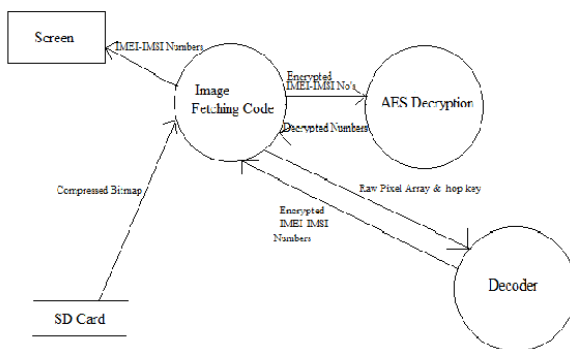 Screen
IMEI-IMSI Numbers
Image
Fetching Code
Encrypted
IMEI-IMSI No's
AES Decryption
Decrypted Numbers
Compressed Bitmap
Raw Pixel Array & hop key
Encrypted
IMEI IMSI
Numbers
Decoder
SD Card